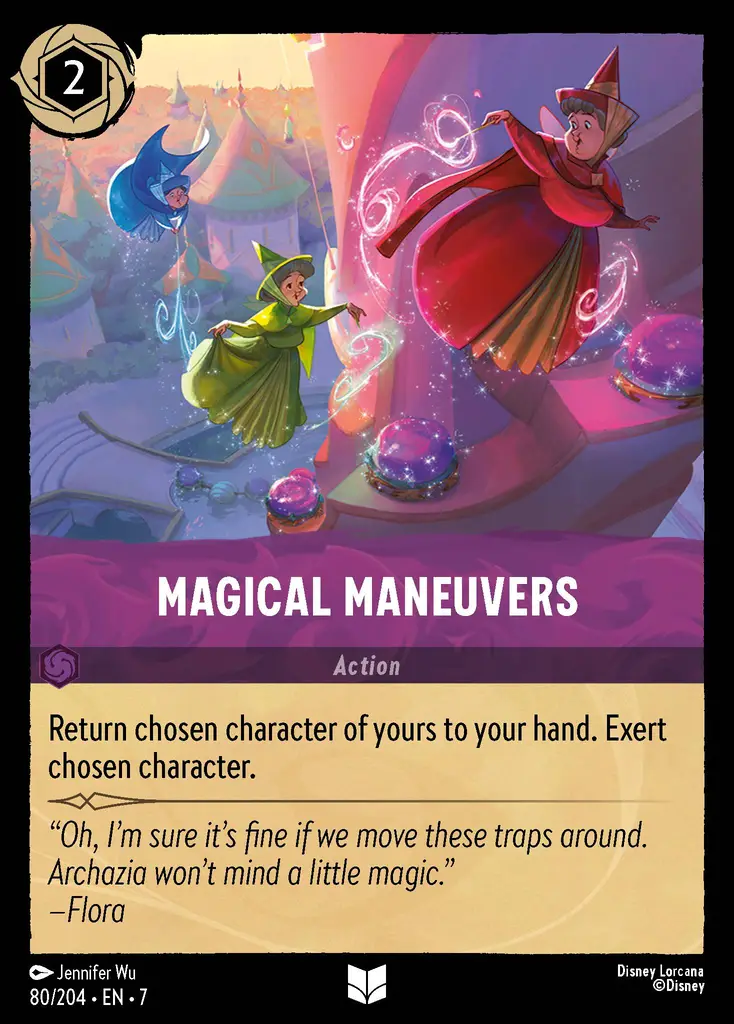 2
MAGICAL MANEUVERS
Action
Return chosen character of yours to your hand. Exert
chosen character.
“Oh, I’m sure it’s fine if we move these traps around.
Archazia won’t mind a little magic.”
–Flora
Jennifer Wu
80/204 • EN • 7
Disney Lorcana
©Disney